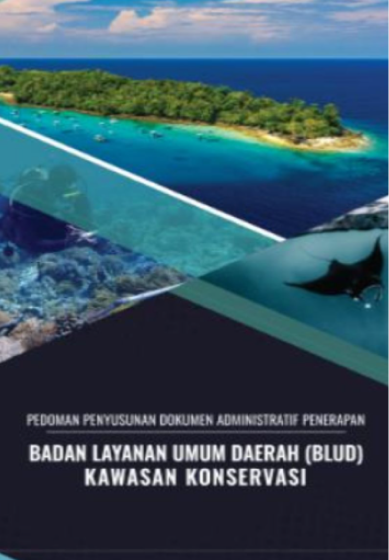 PEDOMAN PENYUSUNAN DOKUMEN ADMINISTRATIF PENERAPAN
BADAN LAYANAN UMUM DAERAH (BLUD)
KAWASAN KONSERVASI